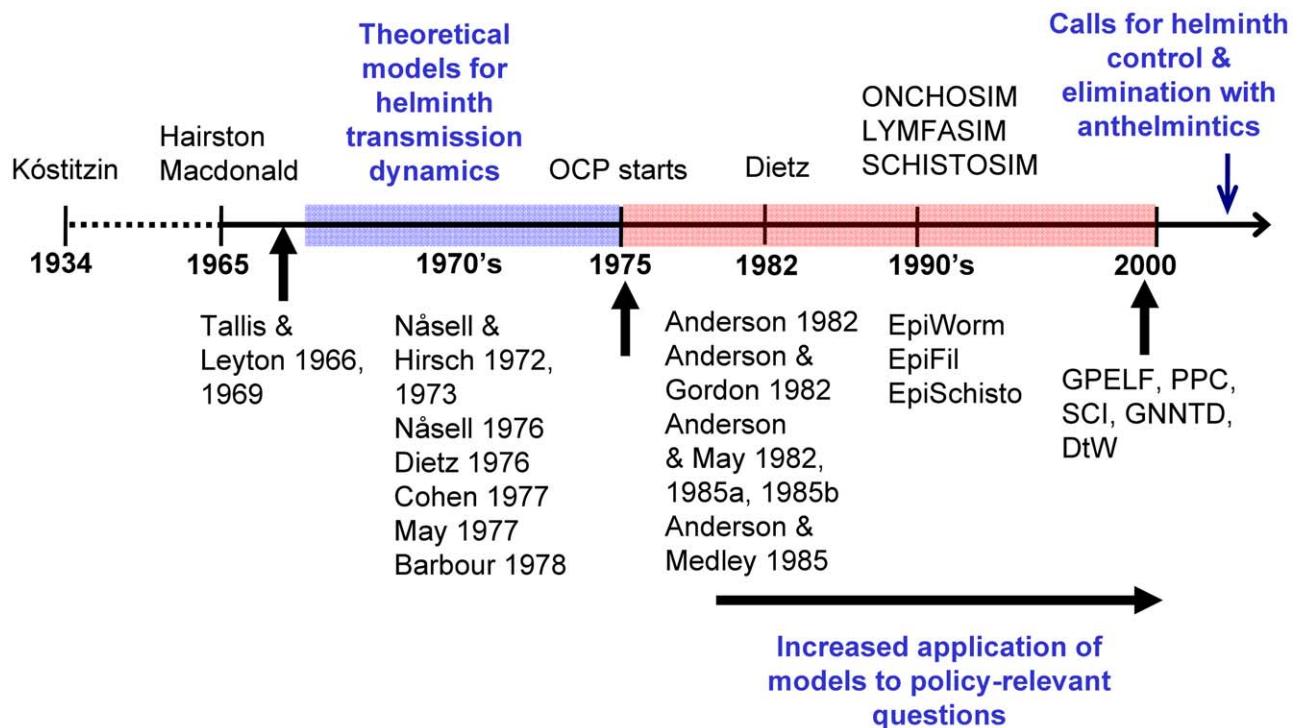 Theoretical
models for
helminth
transmission
dynamics
Calls for helminth
control &
elimination with
anthelmintics
Kóstitzin
Hairston
Macdonald
OCP starts
Dietz
ONCHOSIM
LYMFASIM
SCHISTOSIM
1934
1965
1970's
1975
1982
1990's
2000
Tallis &
Leyton 1966,
1969
Nåsell &
Hirsch 1972,
1973
Nåsell 1976
Dietz 1976
Cohen 1977
May 1977
Barbour 1978
Anderson 1982
Anderson &
Gordon 1982
Anderson
& May 1982,
1985a, 1985b
Anderson &
Medley 1985
EpiWorm
EpiFil
EpiSchisto
GPELF, PPC,
SCI, GNNTD,
DtW
Increased application of
models to policy-relevant
questions